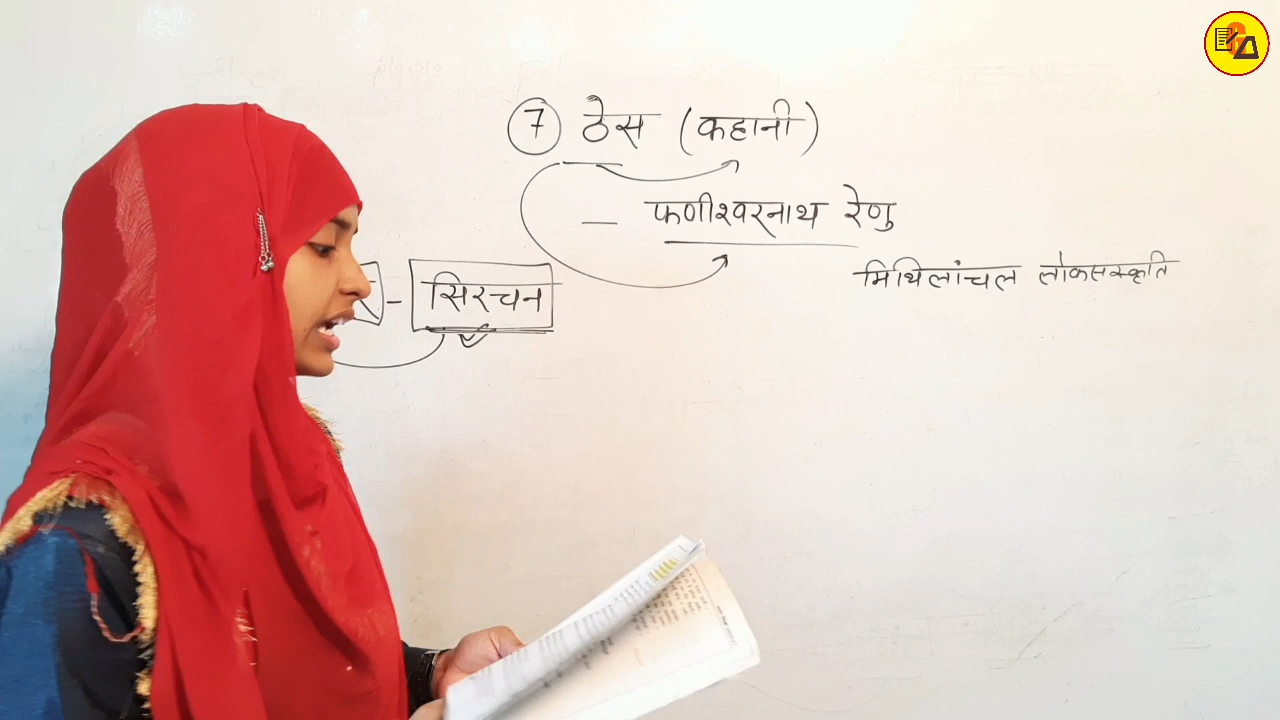 7 ठेस (कहानी)
— फणीश्वरनाथ रेणु
मिथिलांचल लोकसंस्कृति
– सिरचन